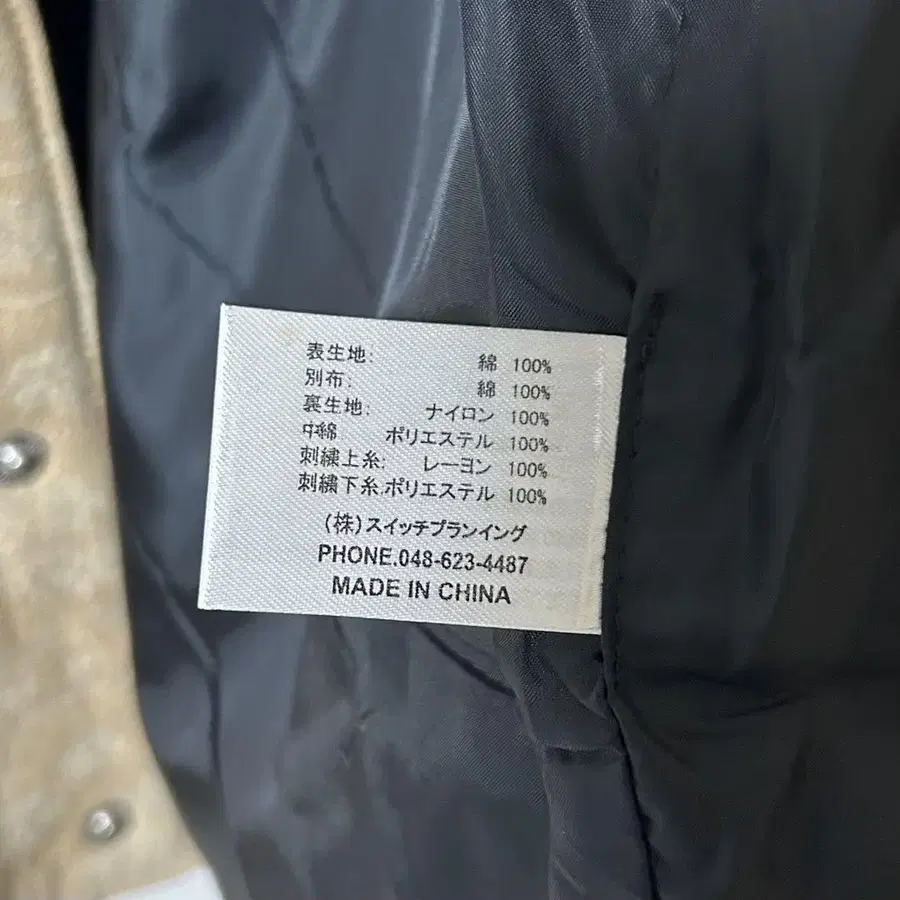 表生地: 綿 100%
別布: 綿 100%
裏生地: ナイロン 100%
中綿 ポリエステル 100%
刺繍上糸: レーヨン 100%
刺繍下糸.ポリエステル 100%
(株)スイッチプランイング
PHONE.048-623-4487
MADE IN CHINA